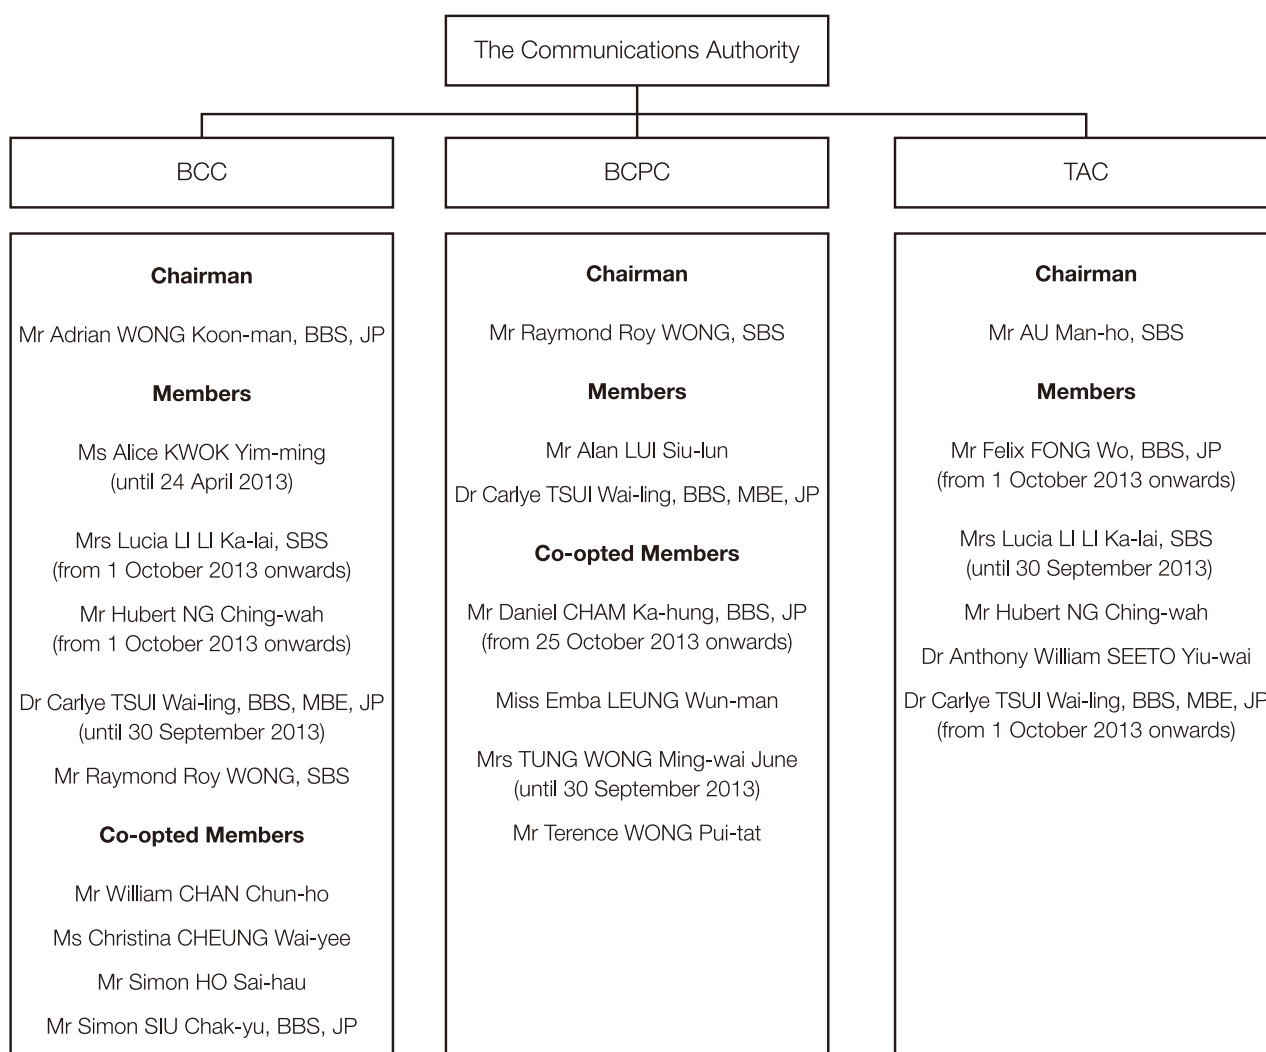 The Communications Authority
BCC
Chairman
Mr Adrian WONG Koon-man, BBS, JP
Members
Ms Alice KWOK Yim-ming
(until 24 April 2013)
Mrs Lucia LI LI Ka-lai, SBS
(from 1 October 2013 onwards)
Mr Hubert NG Ching-wah
(from 1 October 2013 onwards)
Dr Carlye TSUI Wai-ling, BBS, MBE, JP
(until 30 September 2013)
Mr Raymond Roy WONG, SBS
Co-opted Members
Mr William CHAN Chun-ho
Ms Christina CHEUNG Wai-yee
Mr Simon HO Sai-hau
Mr Simon SIU Chak-yu, BBS, JP
BCPC
Chairman
Mr Raymond Roy WONG, SBS
Members
Mr Alan LUI Siu-lun
Dr Carlye TSUI Wai-ling, BBS, MBE, JP
Co-opted Members
Mr Daniel CHAM Ka-hung, BBS, JP
(from 25 October 2013 onwards)
Miss Emba LEUNG Wun-man
Mrs TUNG WONG Ming-wai June
(until 30 September 2013)
Mr Terence WONG Pui-tat
TAC
Chairman
Mr AU Man-ho, SBS
Members
Mr Felix FONG Wo, BBS, JP
(from 1 October 2013 onwards)
Mrs Lucia LI LI Ka-lai, SBS
(until 30 September 2013)
Mr Hubert NG Ching-wah
Dr Anthony William SEETO Yiu-wai
Dr Carlye TSUI Wai-ling, BBS, MBE, JP
(from 1 October 2013 onwards)